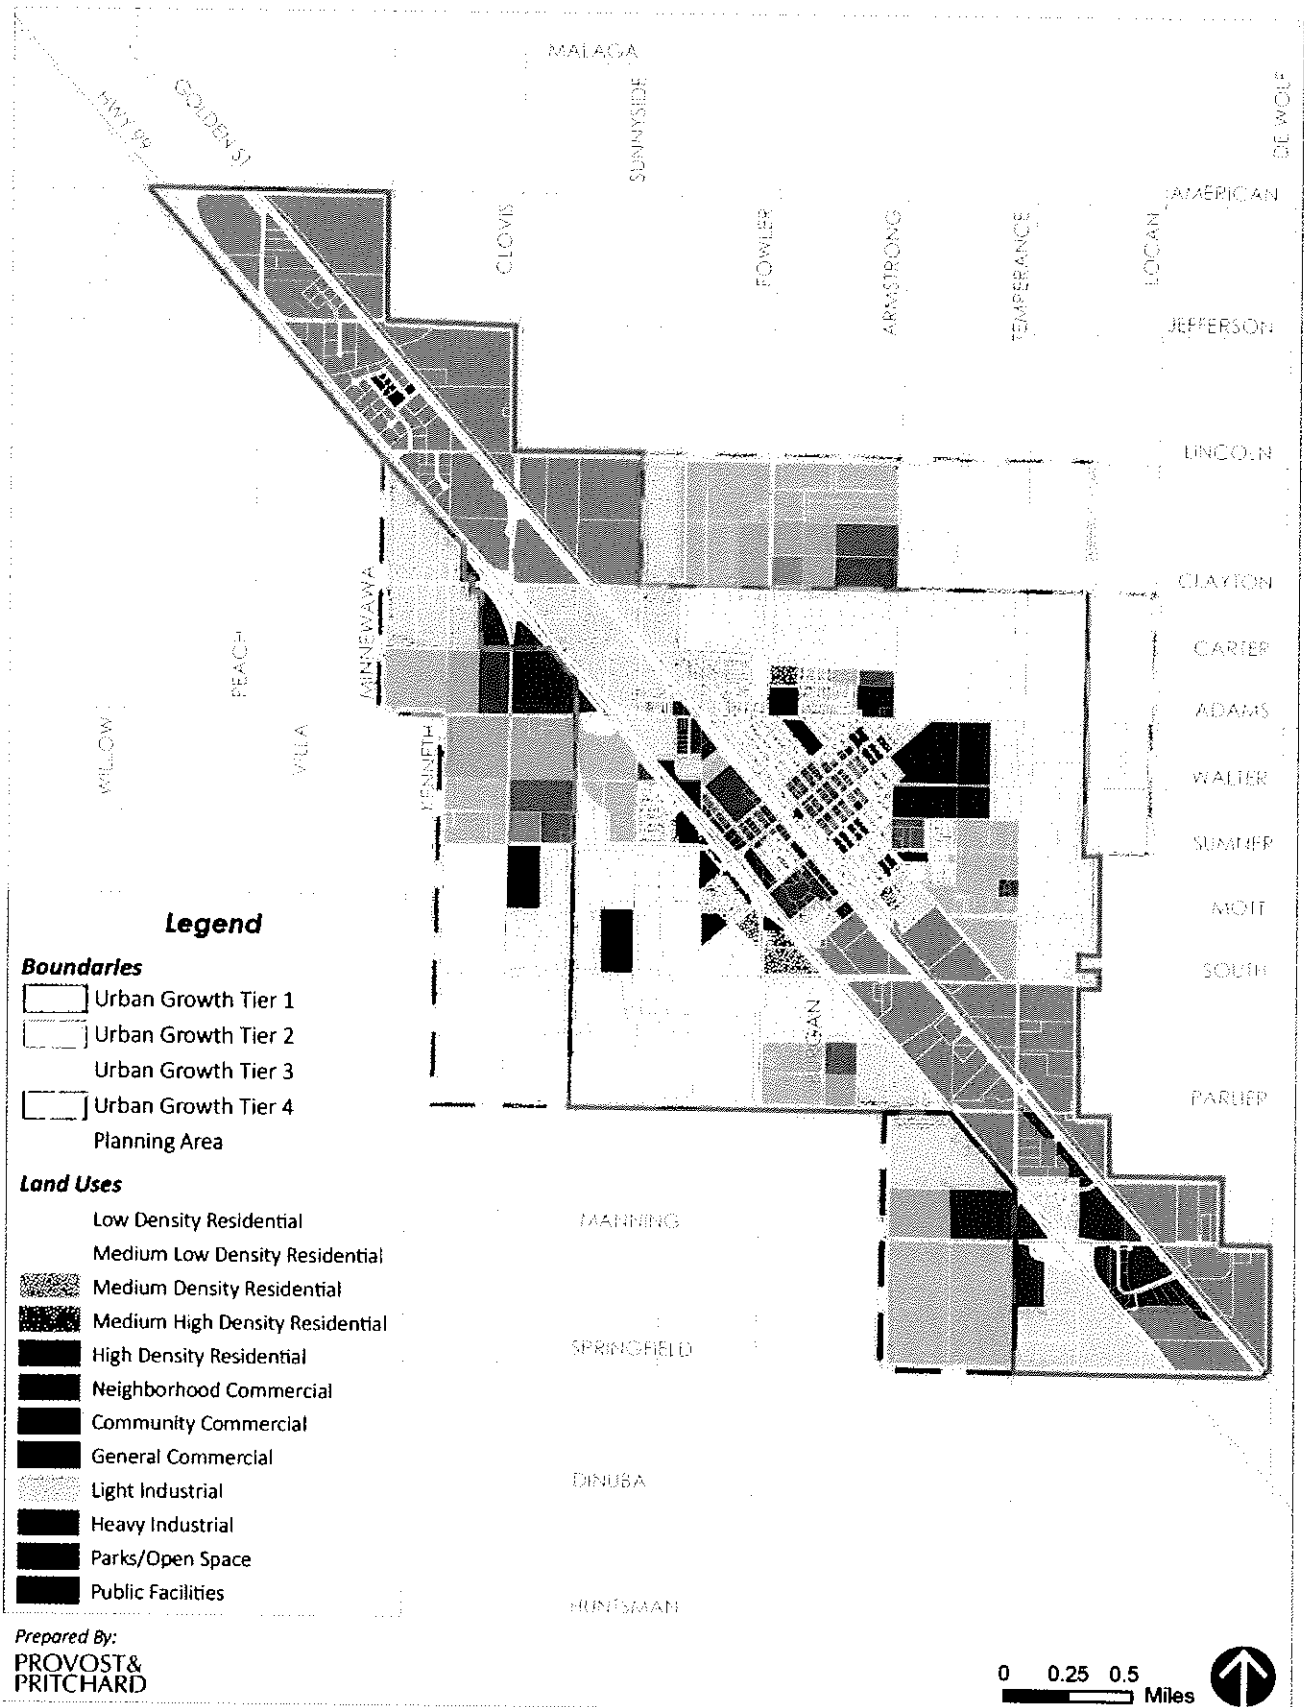 MALAGA
HWY 99
GOLDEN ST
SUNNYSIDE
DE WOLF
AMERICAN
CLOVIS
FOWLER
ARMSTRONG
TEMPERANCE
LOCAN
JEFFERSON
LINCOLN
CLAYTON
MINNEWAWA
PEACH
CARTER
ADAMS
WILLOW
VILLA
KENNETH
WALTER
SUMNER
MOTT
SOUTH
PARLIER
MANNING
SPRINGFIELD
DINUBA
HUNTSMAN
Legend
Boundaries
Urban Growth Tier 1
Urban Growth Tier 2
Urban Growth Tier 3
Urban Growth Tier 4
Planning Area
Land Uses
Low Density Residential
Medium Low Density Residential
Medium Density Residential
Medium High Density Residential
High Density Residential
Neighborhood Commercial
Community Commercial
General Commercial
Light Industrial
Heavy Industrial
Parks/Open Space
Public Facilities
Prepared By:
PROVOST&
PRITCHARD
0 0.25 0.5
Miles